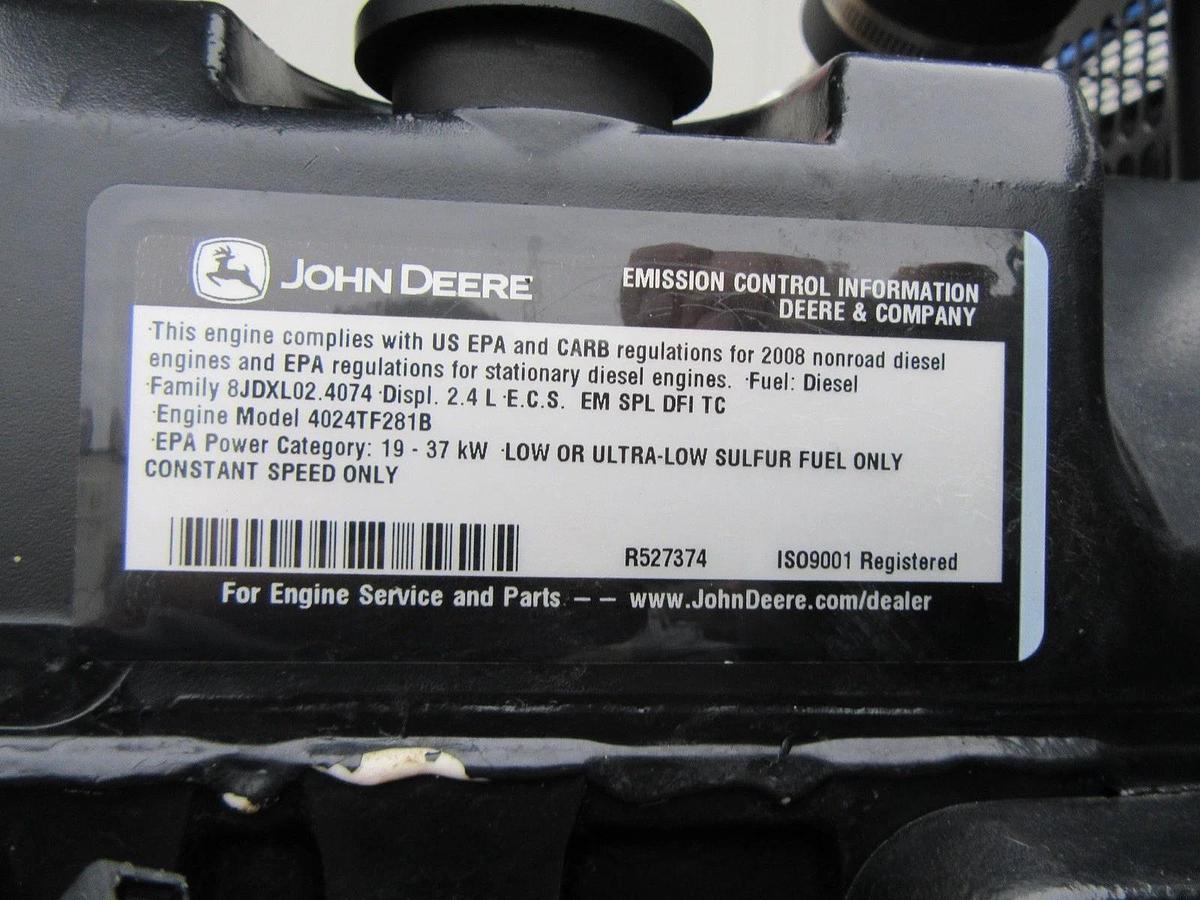 JOHN DEERE
EMISSION CONTROL INFORMATION
DEERE & COMPANY
·This engine complies with US EPA and CARB regulations for 2008 nonroad diesel
engines and EPA regulations for stationary diesel engines. ·Fuel: Diesel
·Family 8JDXL02.4074 ·Displ. 2.4 L ·E.C.S. EM SPL DFI TC
·Engine Model 4024TF281B
·EPA Power Category: 19 - 37 kW ·LOW OR ULTRA-LOW SULFUR FUEL ONLY
CONSTANT SPEED ONLY
R527374 ISO9001 Registered
For Engine Service and Parts -- www.JohnDeere.com/dealer